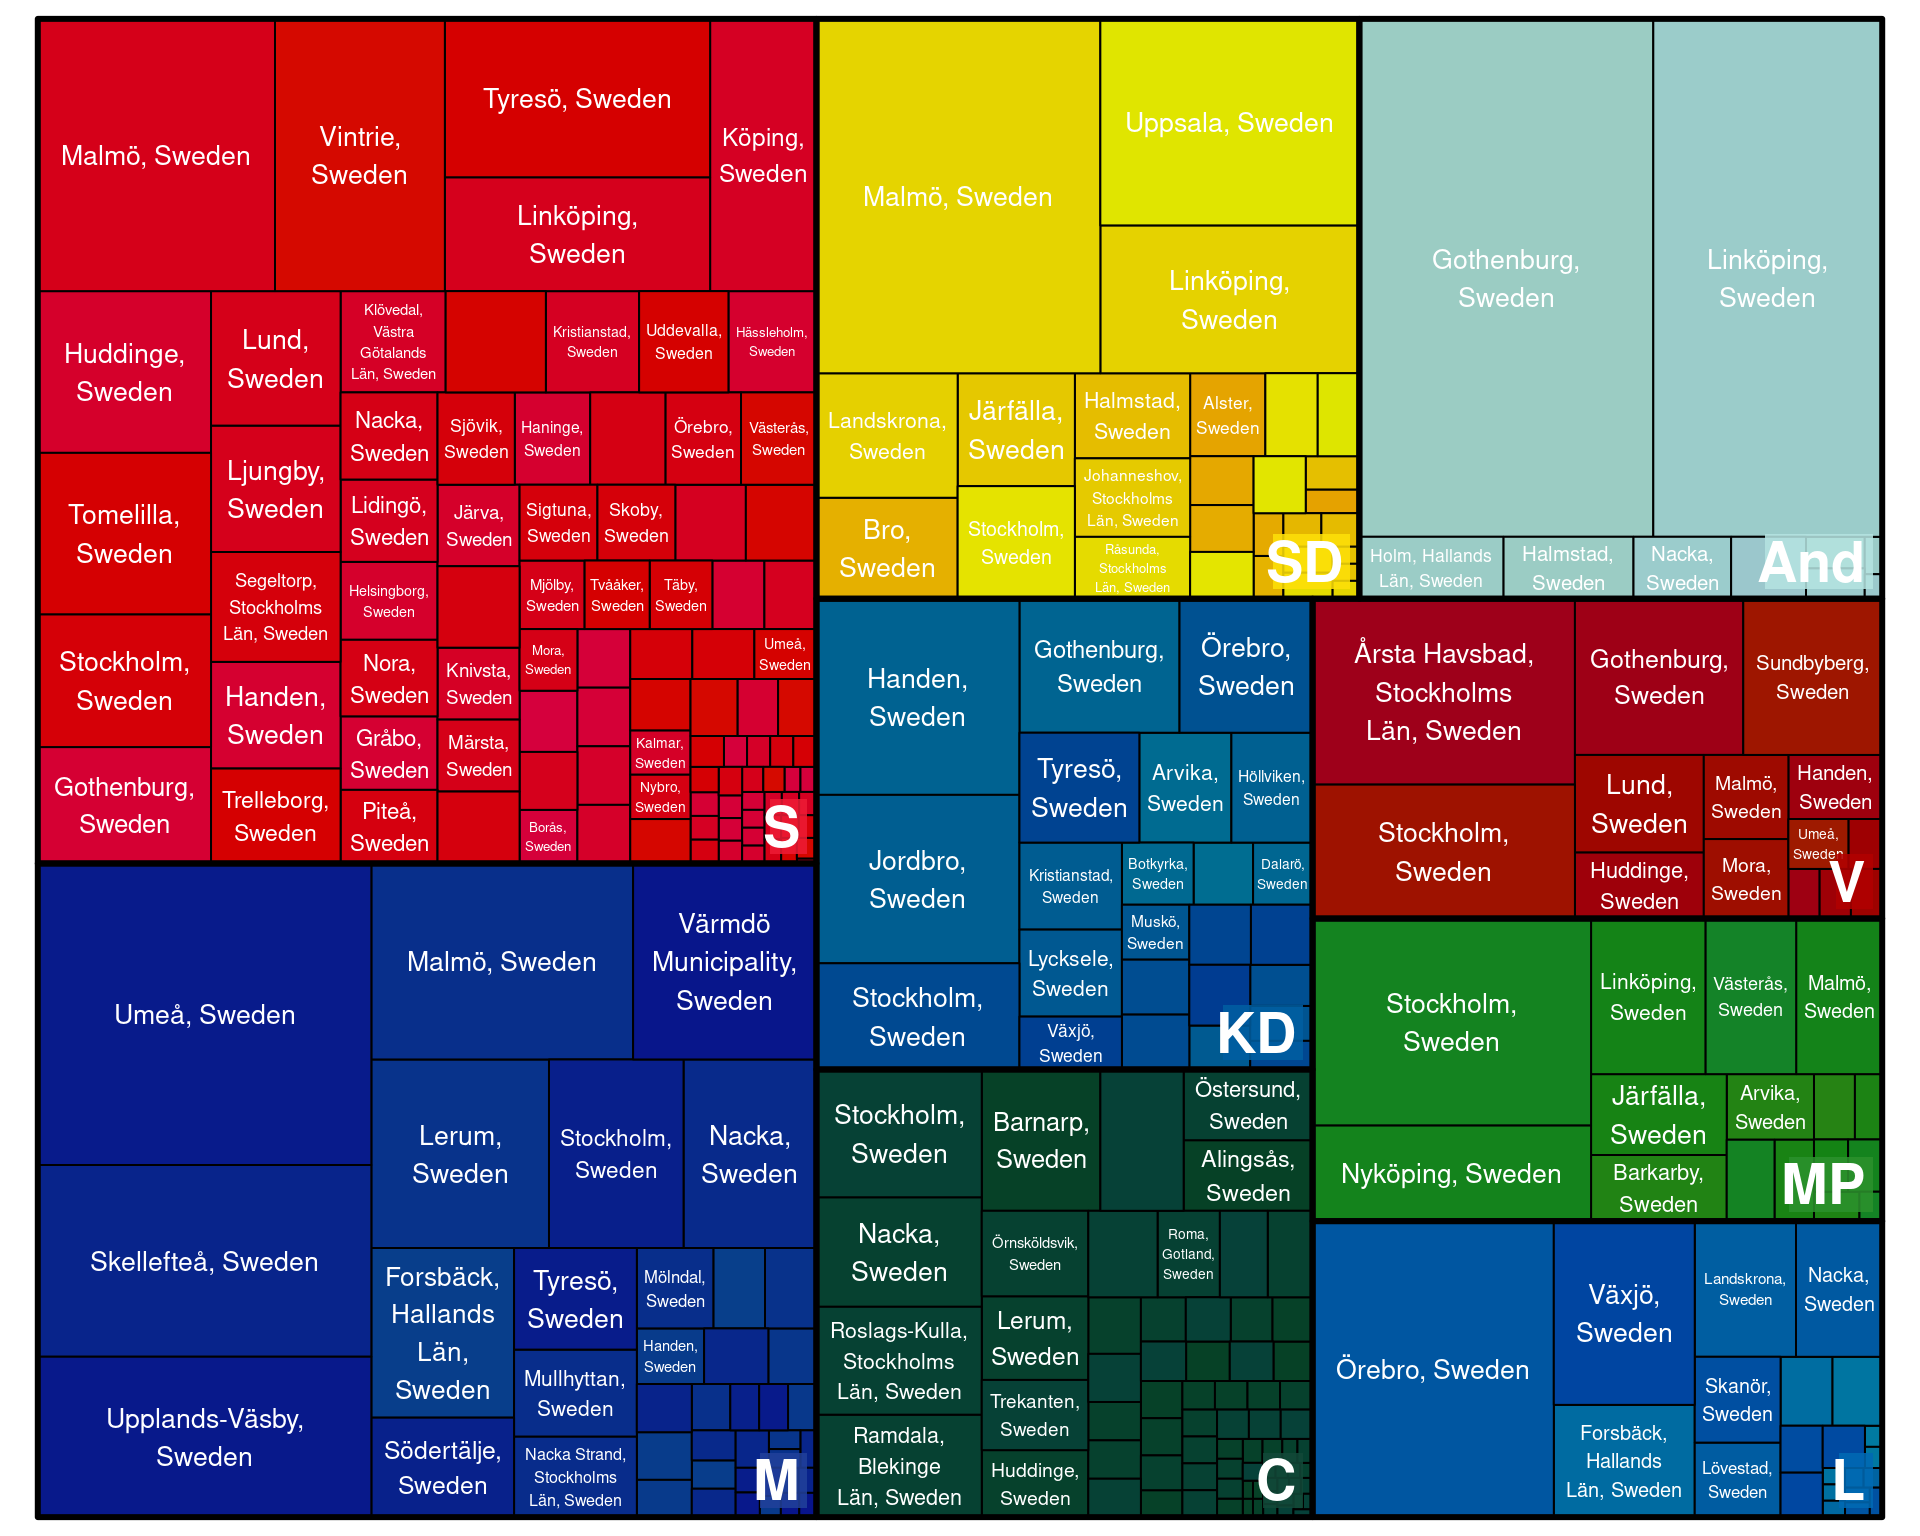 Malmö, Sweden
Vintrie,
Sweden
Tyresö, Sweden
Linköping,
Sweden
Köping,
Sweden
Huddinge,
Sweden
Tomelilla,
Sweden
Stockholm,
Sweden
Gothenburg,
Sweden
Lund,
Sweden
Ljungby,
Sweden
Segeltorp,
Stockholms
Län, Sweden
Handen,
Sweden
Trelleborg,
Sweden
Klövedal,
Västra
Götalands
Län, Sweden
Kristianstad,
Sweden
Uddevalla,
Sweden
Hässleholm,
Sweden
Nacka,
Sweden
Lidingö,
Sweden
Helsingborg,
Sweden
Nora,
Sweden
Gråbo,
Sweden
Piteå,
Sweden
Sjövik,
Sweden
Haninge,
Sweden
Örebro,
Sweden
Västerås,
Sweden
Järva,
Sweden
Knivsta,
Sweden
Märsta,
Sweden
Sigtuna,
Sweden
Skoby,
Sweden
Mjölby,
Sweden
Tvååker,
Sweden
Täby,
Sweden
Mora,
Sweden
Borås,
Sweden
Umeå,
Sweden
Kalmar,
Sweden
Nybro,
Sweden
S
Malmö, Sweden
Uppsala, Sweden
Linköping,
Sweden
Landskrona,
Sweden
Bro,
Sweden
Järfälla,
Sweden
Stockholm,
Sweden
Halmstad,
Sweden
Johanneshov,
Stockholms
Län, Sweden
Råsunda,
Stockholms
Län, Sweden
Alster,
Sweden
SD
Gothenburg,
Sweden
Linköping,
Sweden
Holm, Hallands
Län, Sweden
Halmstad,
Sweden
Nacka,
Sweden
And
Handen,
Sweden
Jordbro,
Sweden
Stockholm,
Sweden
Gothenburg,
Sweden
Örebro,
Sweden
Tyresö,
Sweden
Arvika,
Sweden
Höllviken,
Sweden
Kristianstad,
Sweden
Lycksele,
Sweden
Växjö,
Sweden
Botkyrka,
Sweden
Dalarö,
Sweden
Muskö,
Sweden
KD
Årsta Havsbad,
Stockholms
Län, Sweden
Stockholm,
Sweden
Gothenburg,
Sweden
Sundbyberg,
Sweden
Lund,
Sweden
Huddinge,
Sweden
Malmö,
Sweden
Mora,
Sweden
Handen,
Sweden
Umeå,
Sweden
V
Umeå, Sweden
Skellefteå, Sweden
Upplands-Väsby,
Sweden
Malmö, Sweden
Värmdö
Municipality,
Sweden
Lerum,
Sweden
Stockholm,
Sweden
Nacka,
Sweden
Forsbäck,
Hallands
Län,
Sweden
Södertälje,
Sweden
Tyresö,
Sweden
Mullhyttan,
Sweden
Nacka Strand,
Stockholms
Län, Sweden
Mölndal,
Sweden
Handen,
Sweden
M
Stockholm,
Sweden
Nacka,
Sweden
Roslags-Kulla,
Stockholms
Län, Sweden
Ramdala,
Blekinge
Län, Sweden
Barnarp,
Sweden
Östersund,
Sweden
Alingsås,
Sweden
Örnsköldsvik,
Sweden
Roma,
Gotland,
Sweden
Lerum,
Sweden
Trekanten,
Sweden
Huddinge,
Sweden
C
Stockholm,
Sweden
Nyköping, Sweden
Linköping,
Sweden
Västerås,
Sweden
Malmö,
Sweden
Järfälla,
Sweden
Barkarby,
Sweden
Arvika,
Sweden
MP
Örebro, Sweden
Växjö,
Sweden
Forsbäck,
Hallands
Län, Sweden
Landskrona,
Sweden
Nacka,
Sweden
Skanör,
Sweden
Lövestad,
Sweden
L